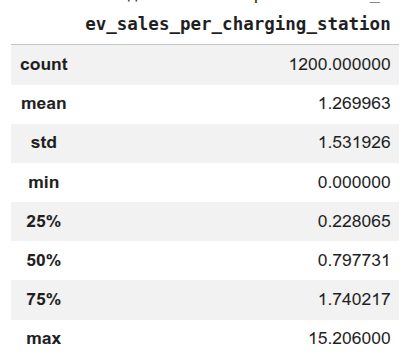 ev_sales_per_charging_station
count 1200.000000
mean 1.269963
std 1.531926
min 0.000000
25% 0.228065
50% 0.797731
75% 1.740217
max 15.206000